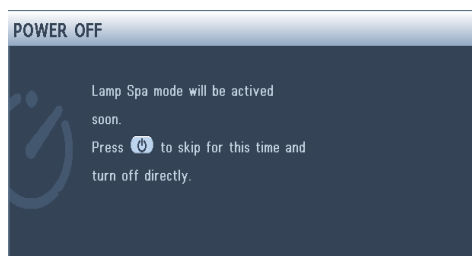 POWER OFF
Lamp Spa mode will be actived
soon.
Press to skip for this time and
turn off directly.